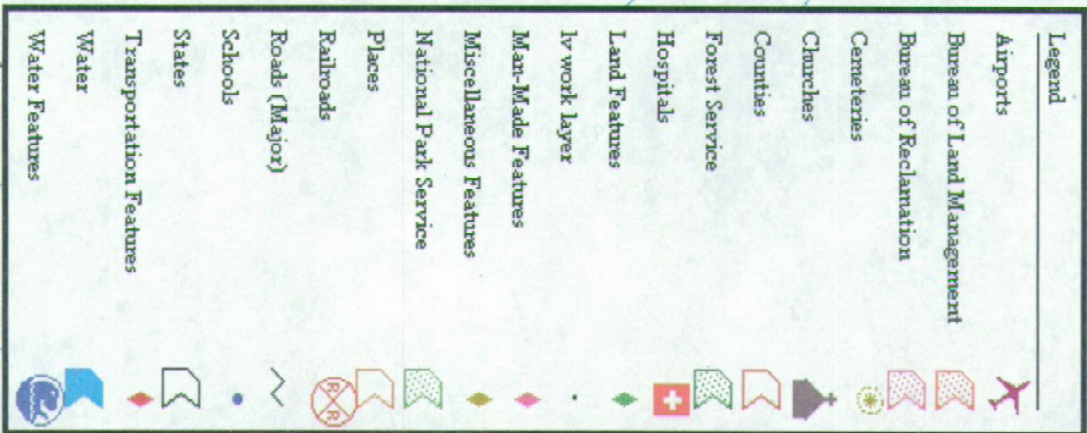 Legend
Airports
Bureau of Land Management
Bureau of Reclamation
Cemeteries
Churches
Counties
Forest Service
Hospitals
Land Features
lv work layer
Man-Made Features
Miscellaneous Features
National Park Service
Places
Railroads
R R
Roads (Major)
Schools
States
Transportation Features
Water
Water Features